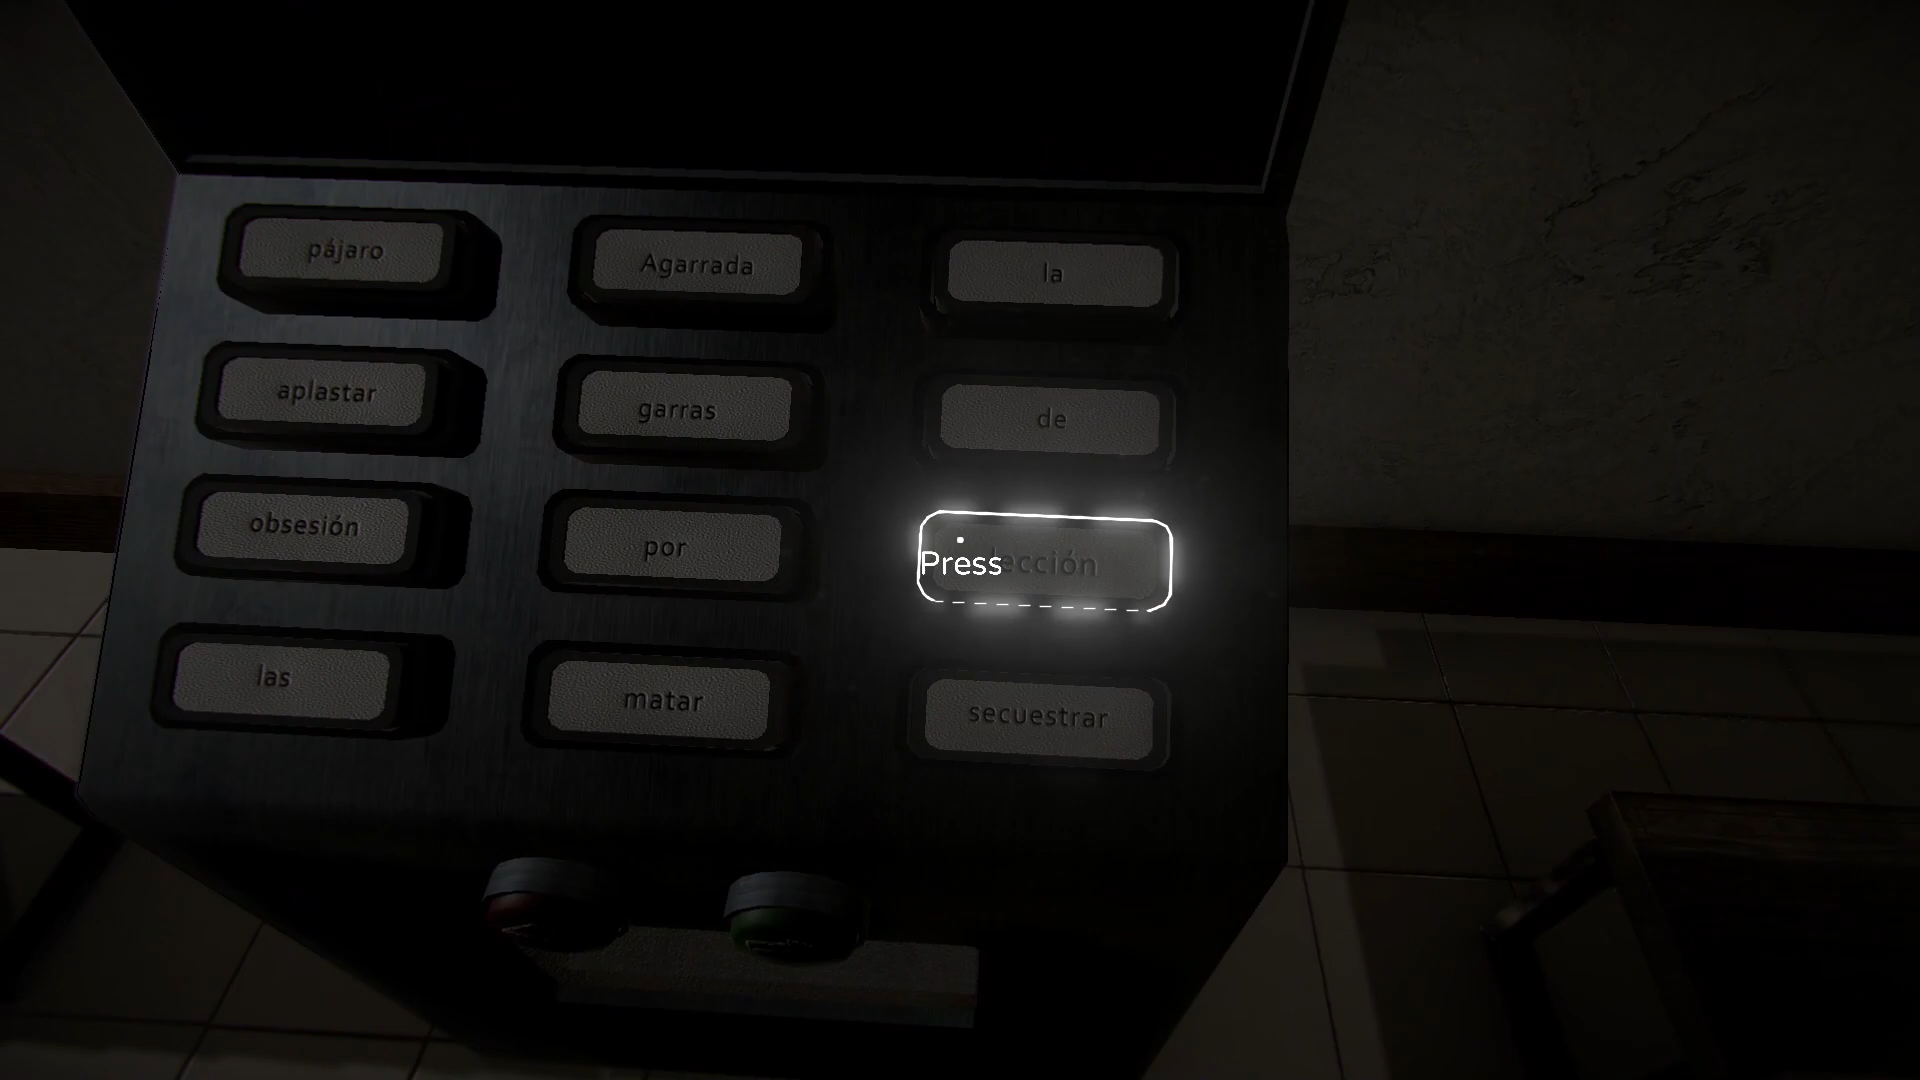 pájaro Agarrada la
aplastar garras de
obsesión por Press
las matar secuestrar